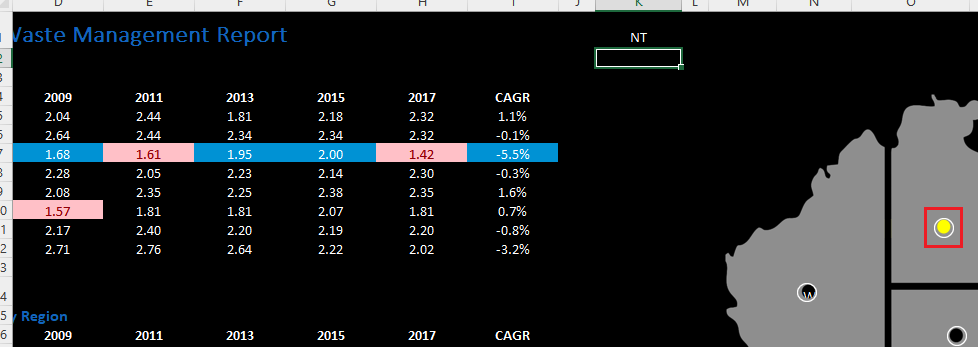 D E F G H I J K L M N O
Waste Management Report
NT
2009 2011 2013 2015 2017 CAGR
2.04 2.44 1.81 2.18 2.32 1.1%
2.64 2.44 2.34 2.34 2.32 -0.1%
1.68 1.61 1.95 2.00 1.42 -5.5%
2.28 2.05 2.23 2.14 2.30 -0.3%
2.08 2.35 2.25 2.38 2.35 1.6%
1.57 1.81 1.81 2.07 1.81 0.7%
2.17 2.40 2.20 2.19 2.20 -0.8%
2.71 2.76 2.64 2.22 2.02 -3.2%
W
Region
2009 2011 2013 2015 2017 CAGR